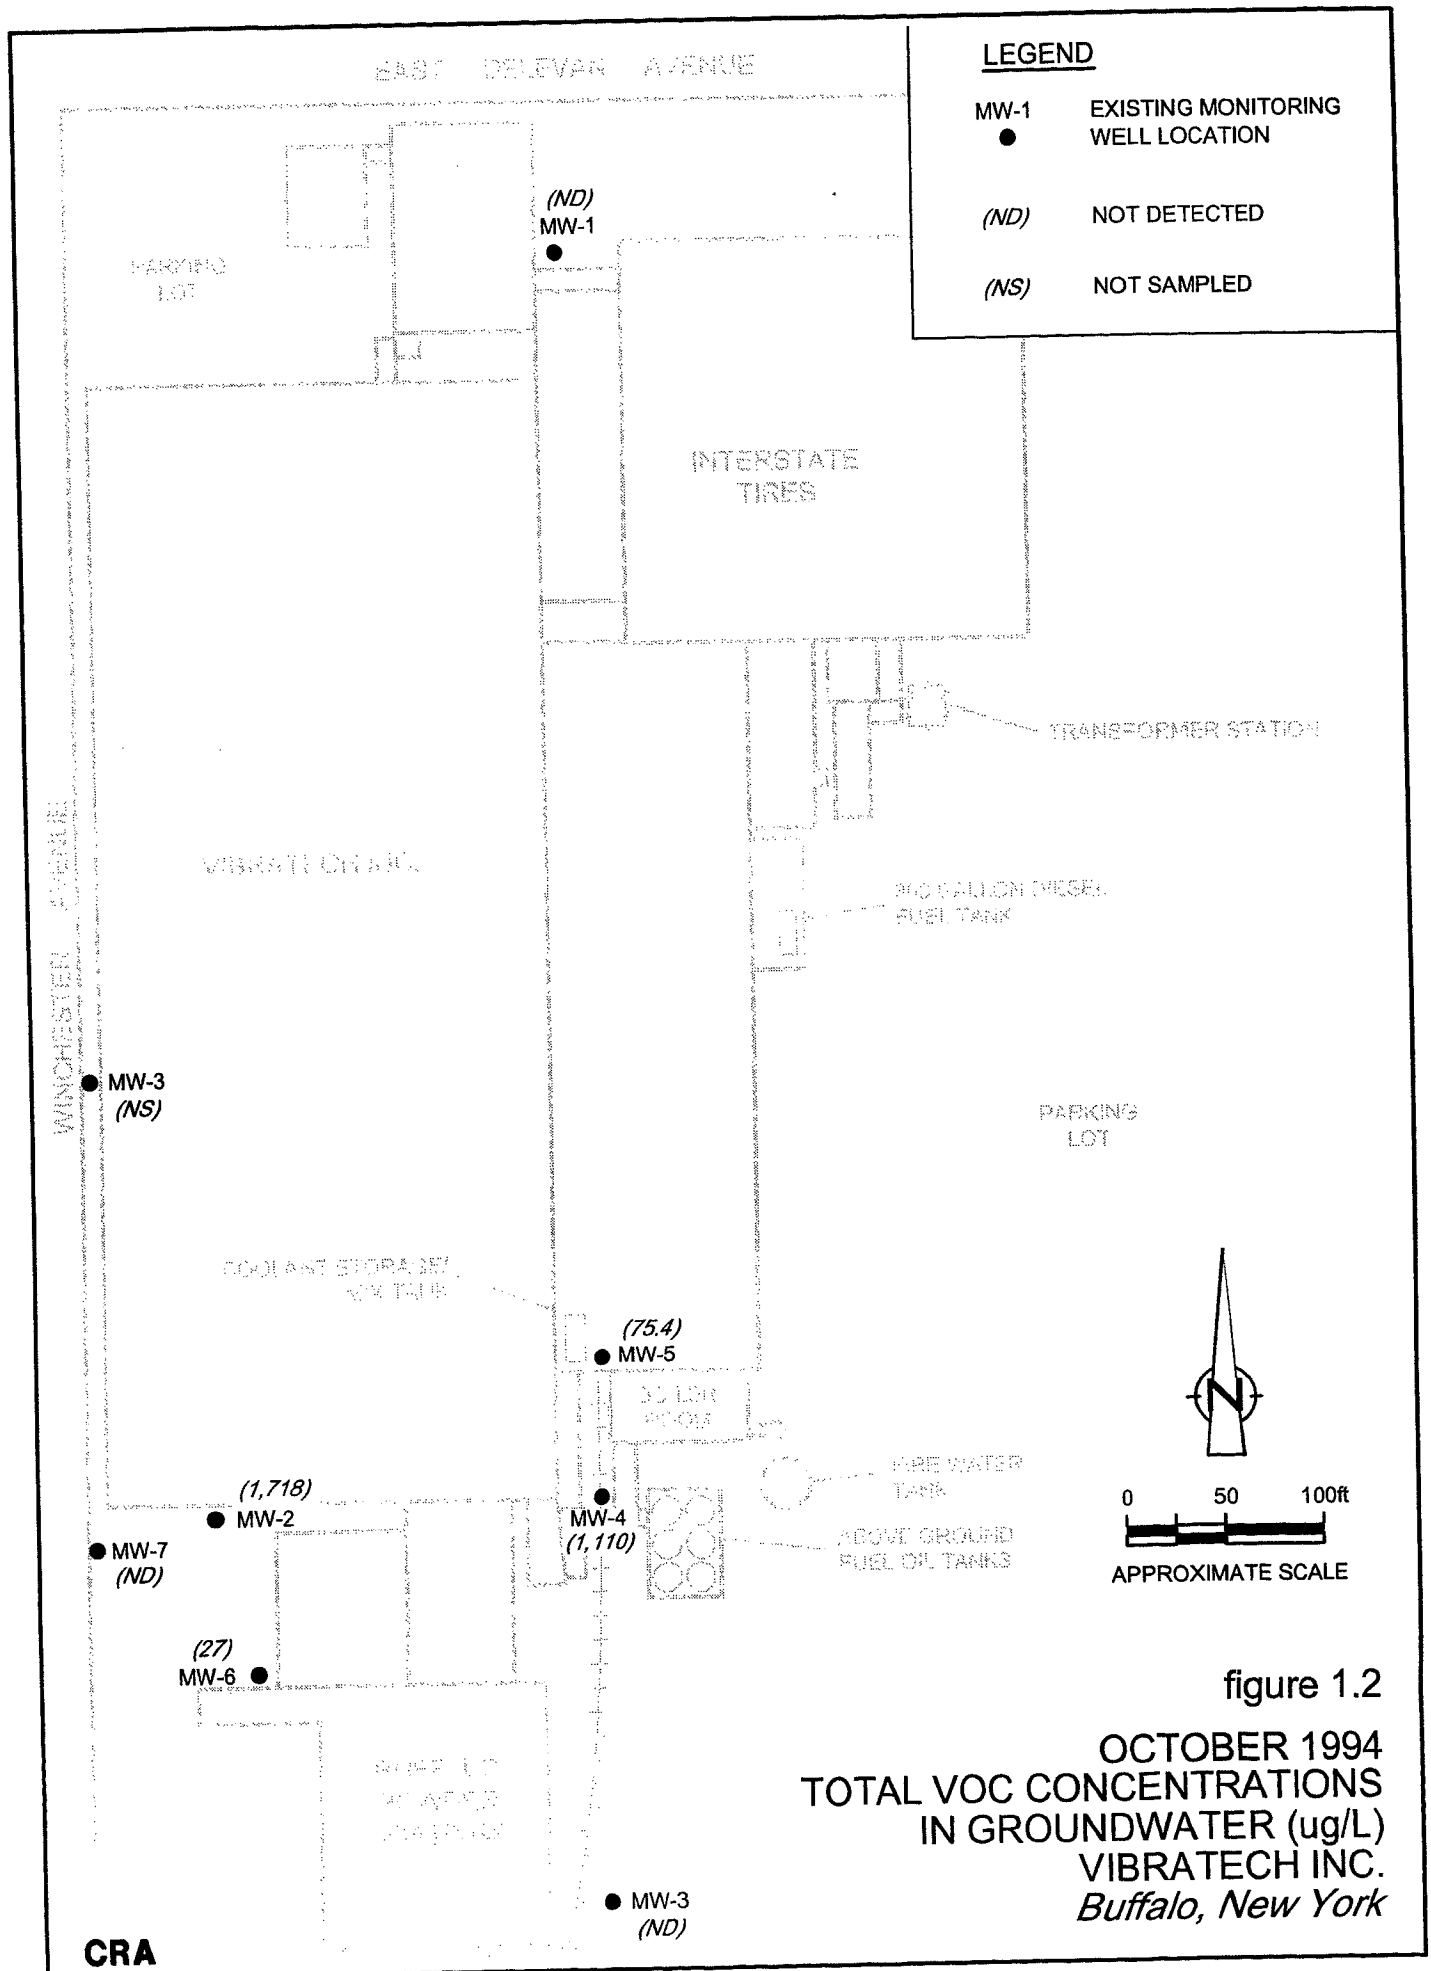 EAST DELEVAN AVENUE
LEGEND
MW-1 EXISTING MONITORING
WELL LOCATION
(ND) NOT DETECTED
(NS) NOT SAMPLED
(ND)
MW-1
PARKING
LOT
INTERSTATE
TIRES
TRANSFORMER STATION
WINCHESTER AVENUE
GALLON DIESEL
FUEL TANK
MW-3
(NS)
PARKING
LOT
COOLANT STORAGE/
TANK
(75.4)
MW-5
ROOM
N
FIRE WATER
TANK
(1,718)
MW-2
MW-4
(1,110)
ABOVE GROUND
FUEL OIL TANKS
MW-7
(ND)
0 50 100ft
APPROXIMATE SCALE
(27)
MW-6
figure 1.2
OCTOBER 1994
TOTAL VOC CONCENTRATIONS
IN GROUNDWATER (ug/L)
VIBRATECH INC.
Buffalo, New York
MW-3
(ND)
CRA